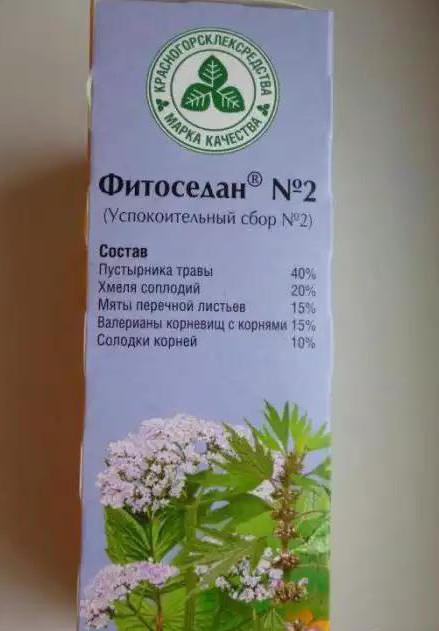 КРАСНОГОРСКЛЕКСРЕДСТВА
МАРКА КАЧЕСТВА
Фитоседан® №2
(Успокоительный сбор №2)
Состав
Пустырника травы 40%
Хмеля соплодий 20%
Мяты перечной листьев 15%
Валерианы корневищ с корнями 15%
Солодки корней 10%